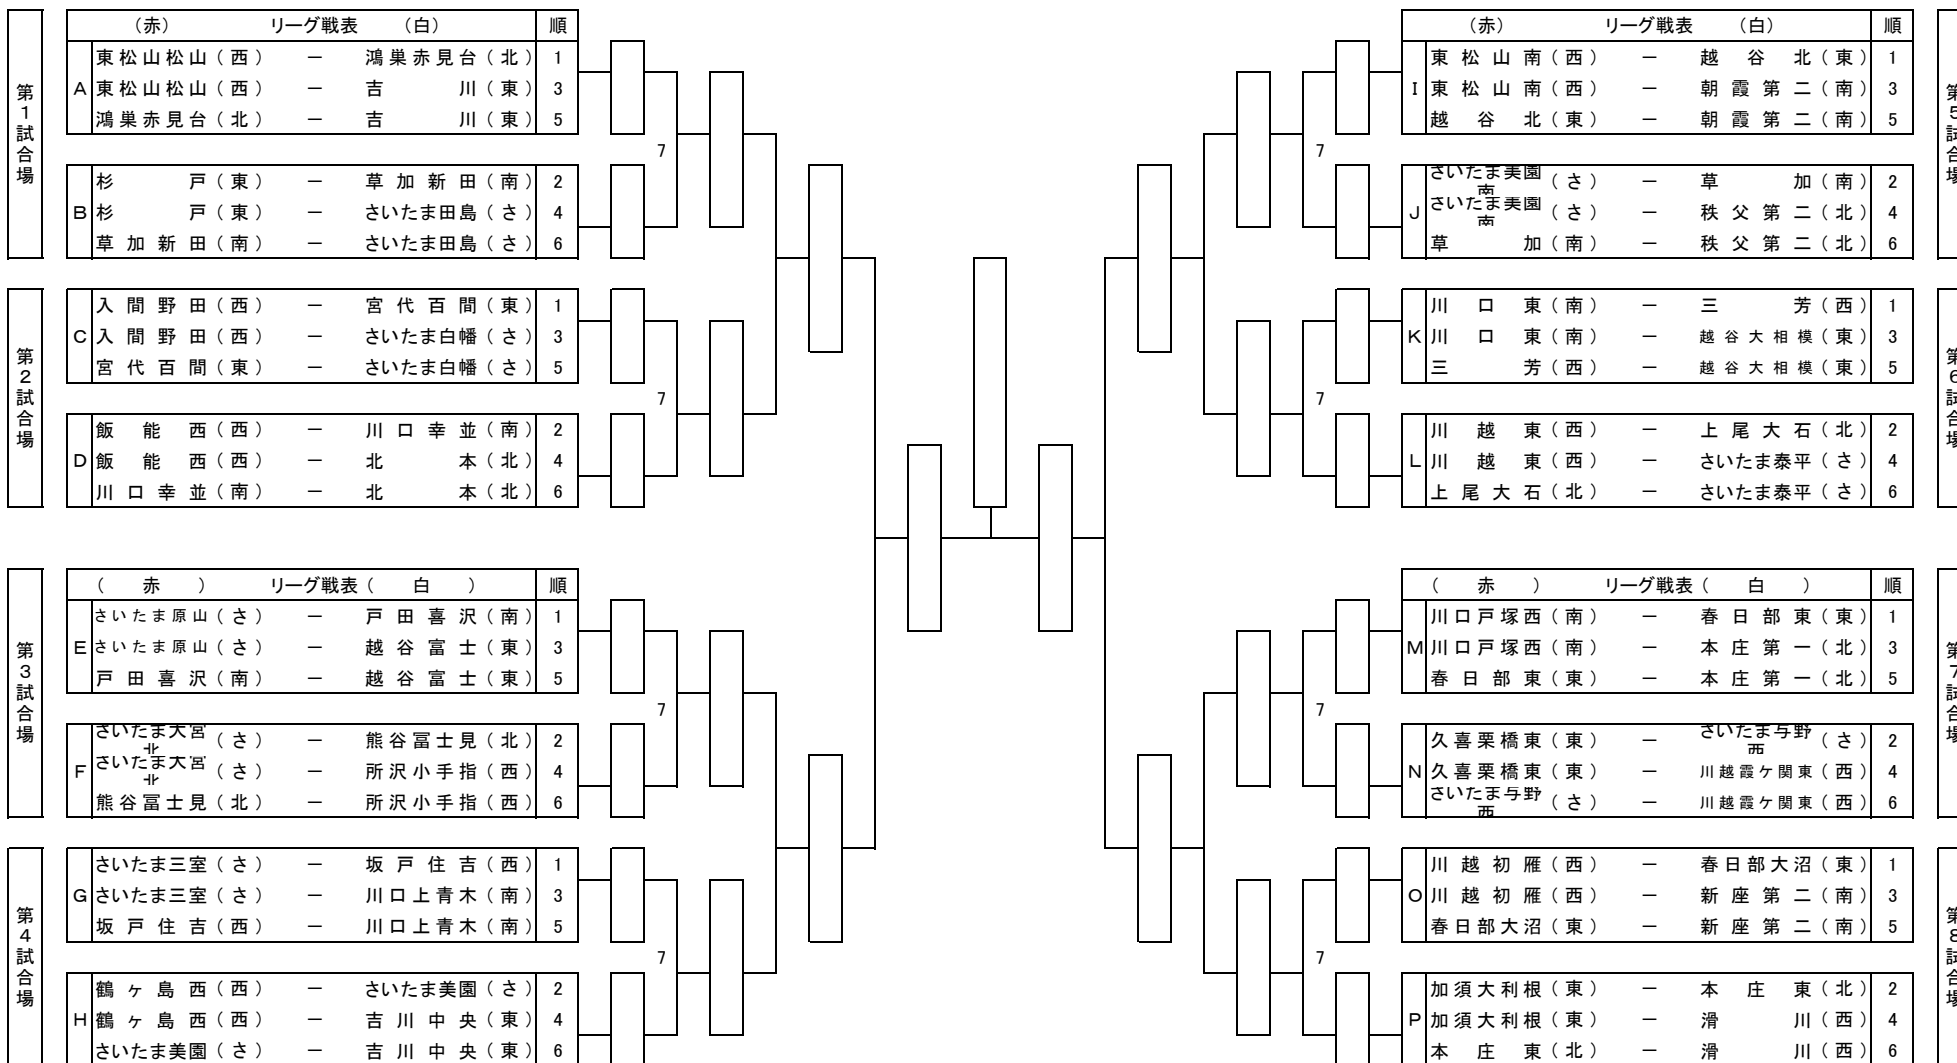 第1試合場
(赤) リーグ戦表 (白) 順
A
東松山松山(西) － 鴻巣赤見台(北) 1
東松山松山(西) － 吉川(東) 3
鴻巣赤見台(北) － 吉川(東) 5
7
B
杉戸(東) － 草加新田(南) 2
杉戸(東) － さいたま田島(さ) 4
草加新田(南) － さいたま田島(さ) 6
第2試合場
C
入間野田(西) － 宮代百間(東) 1
入間野田(西) － さいたま白幡(さ) 3
宮代百間(東) － さいたま白幡(さ) 5
7
D
飯能西(西) － 川口幸並(南) 2
飯能西(西) － 北本(北) 4
川口幸並(南) － 北本(北) 6
第3試合場
(赤) リーグ戦表 (白) 順
E
さいたま原山(さ) － 戸田喜沢(南) 1
さいたま原山(さ) － 越谷富士(東) 3
戸田喜沢(南) － 越谷富士(東) 5
7
F
さいたま大宮北(さ) － 熊谷冨士見(北) 2
さいたま大宮北(さ) － 所沢小手指(西) 4
熊谷冨士見(北) － 所沢小手指(西) 6
第4試合場
G
さいたま三室(さ) － 坂戸住吉(西) 1
さいたま三室(さ) － 川口上青木(南) 3
坂戸住吉(西) － 川口上青木(南) 5
7
H
鶴ヶ島西(西) － さいたま美園(さ) 2
鶴ヶ島西(西) － 吉川中央(東) 4
さいたま美園(さ) － 吉川中央(東) 6
第5試合場
(赤) リーグ戦表 (白) 順
I
東松山南(西) － 越谷北(東) 1
東松山南(西) － 朝霞第二(南) 3
越谷北(東) － 朝霞第二(南) 5
7
J
さいたま美園南(さ) － 草加(南) 2
さいたま美園南(さ) － 秩父第二(北) 4
草加(南) － 秩父第二(北) 6
第6試合場
K
川口東(南) － 三芳(西) 1
川口東(南) － 越谷大相模(東) 3
三芳(西) － 越谷大相模(東) 5
7
L
川越東(西) － 上尾大石(北) 2
川越東(西) － さいたま泰平(さ) 4
上尾大石(北) － さいたま泰平(さ) 6
第7試合場
(赤) リーグ戦表 (白) 順
M
川口戸塚西(南) － 春日部東(東) 1
川口戸塚西(南) － 本庄第一(北) 3
春日部東(東) － 本庄第一(北) 5
7
N
久喜栗橋東(東) － さいたま与野西(さ) 2
久喜栗橋東(東) － 川越霞ケ関東(西) 4
さいたま与野西(さ) － 川越霞ケ関東(西) 6
第8試合場
O
川越初雁(西) － 春日部大沼(東) 1
川越初雁(西) － 新座第二(南) 3
春日部大沼(東) － 新座第二(南) 5
7
P
加須大利根(東) － 本庄東(北) 2
加須大利根(東) － 滑川(西) 4
本庄東(北) － 滑川(西) 6